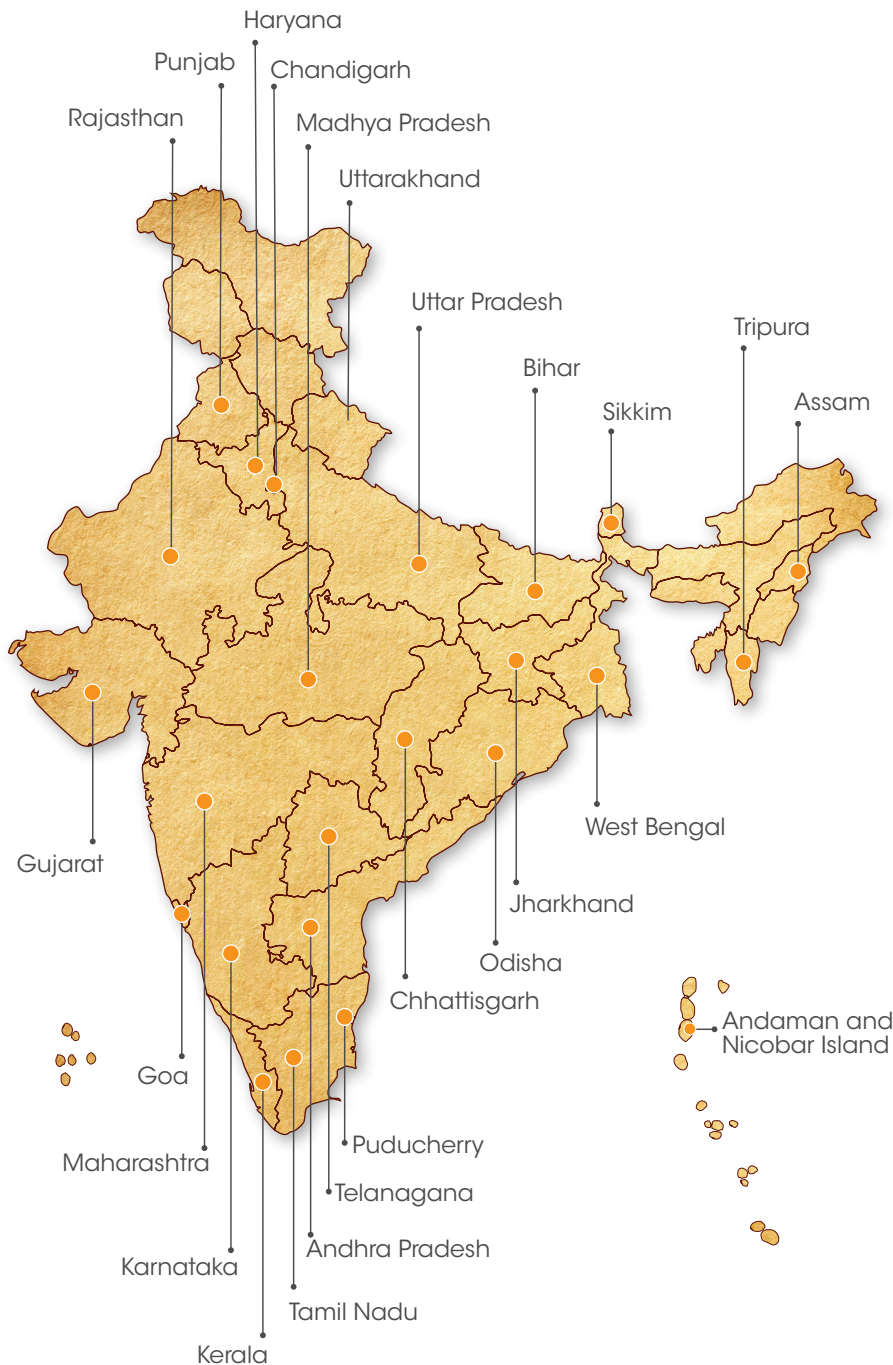 Haryana
Punjab
Chandigarh
Rajasthan
Madhya Pradesh
Uttarakhand
Uttar Pradesh
Tripura
Bihar
Assam
Sikkim
West Bengal
Gujarat
Jharkhand
Odisha
Chhattisgarh
Andaman and
Nicobar Island
Goa
Puducherry
Maharashtra
Telanagana
Andhra Pradesh
Karnataka
Tamil Nadu
Kerala